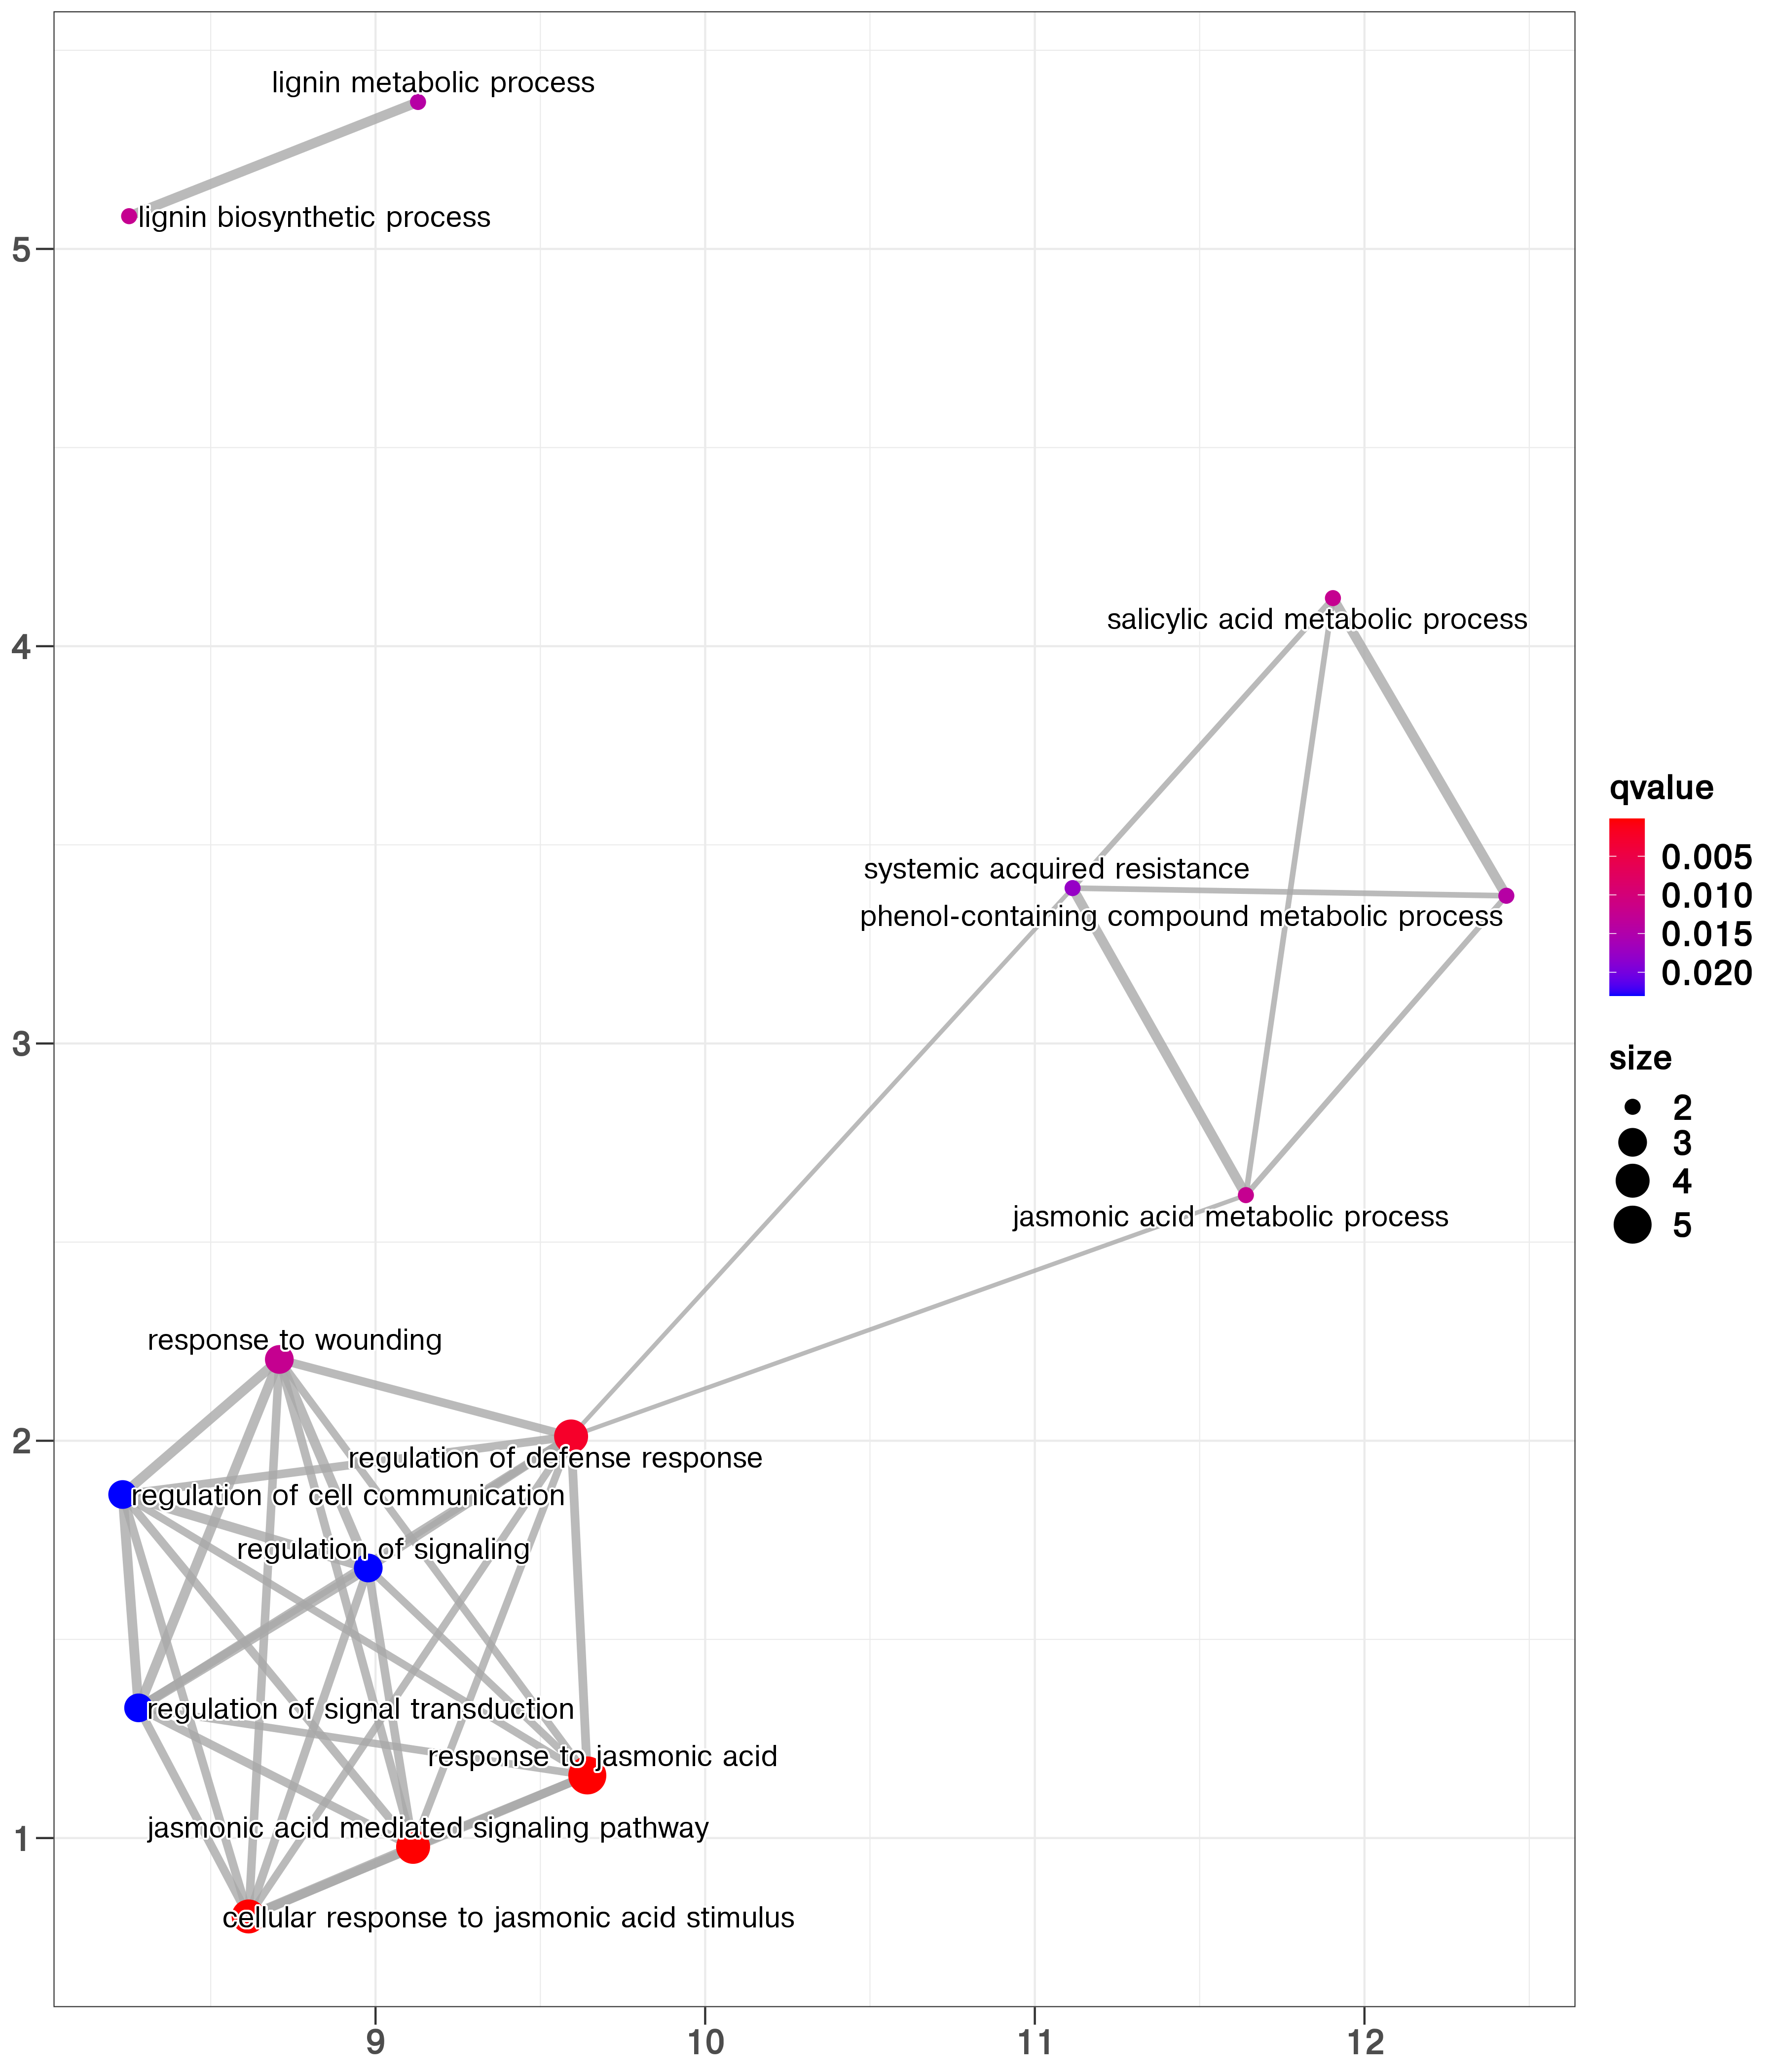 lignin metabolic process
lignin biosynthetic process
5
salicylic acid metabolic process
4
systemic acquired resistance
phenol-containing compound metabolic process
3
jasmonic acid metabolic process
response to wounding
2
regulation of defense response
regulation of cell communication
regulation of signaling
regulation of signal transduction
response to jasmonic acid
jasmonic acid mediated signaling pathway
1
cellular response to jasmonic acid stimulus
9 10 11 12
qvalue
0.005
0.010
0.015
0.020
size
2
3
4
5